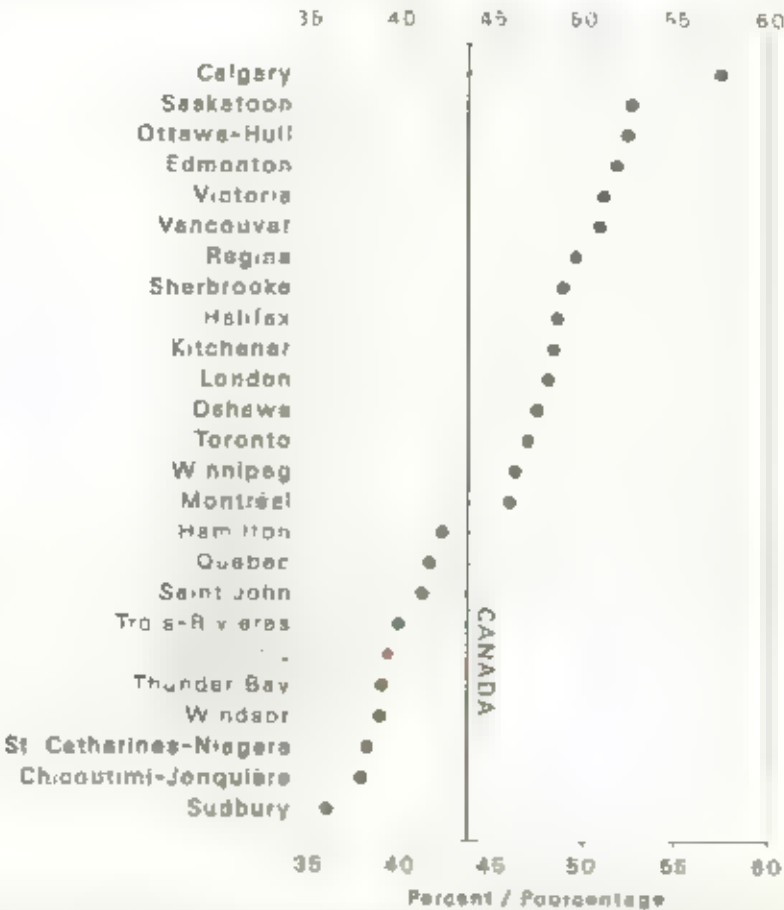 35 40 45 50 55 60
Calgary
Saskatoon
Ottawa-Hull
Edmonton
Victoria
Vancouver
Regina
Sherbrooke
Halifax
Kitchener
London
Oshawa
Toronto
Winnipeg
Montréal
Hamilton
Québec
Saint John
Trois-Rivières
Thunder Bay
Windsor
St. Catharines-Niagara
Chicoutimi-Jonquière
Sudbury
CANADA
35 40 45 50 55 60
Percent / Pourcentage